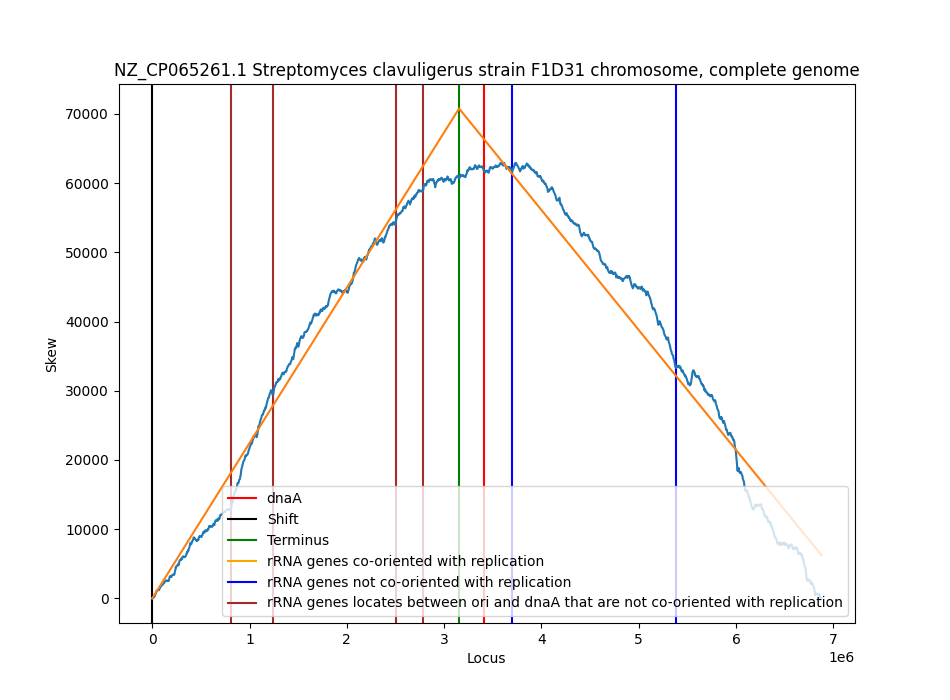 NZ_CP065261.1 Streptomyces clavuligerus strain F1D31 chromosome, complete genome
70000
60000
50000
40000
30000
20000
10000
0
Skew
dnaA
Shift
Terminus
rRNA genes co-oriented with replication
rRNA genes not co-oriented with replication
rRNA genes locates between ori and dnaA that are not co-oriented with replication
0 1 2 3 4 5 6 7
1e6
Locus